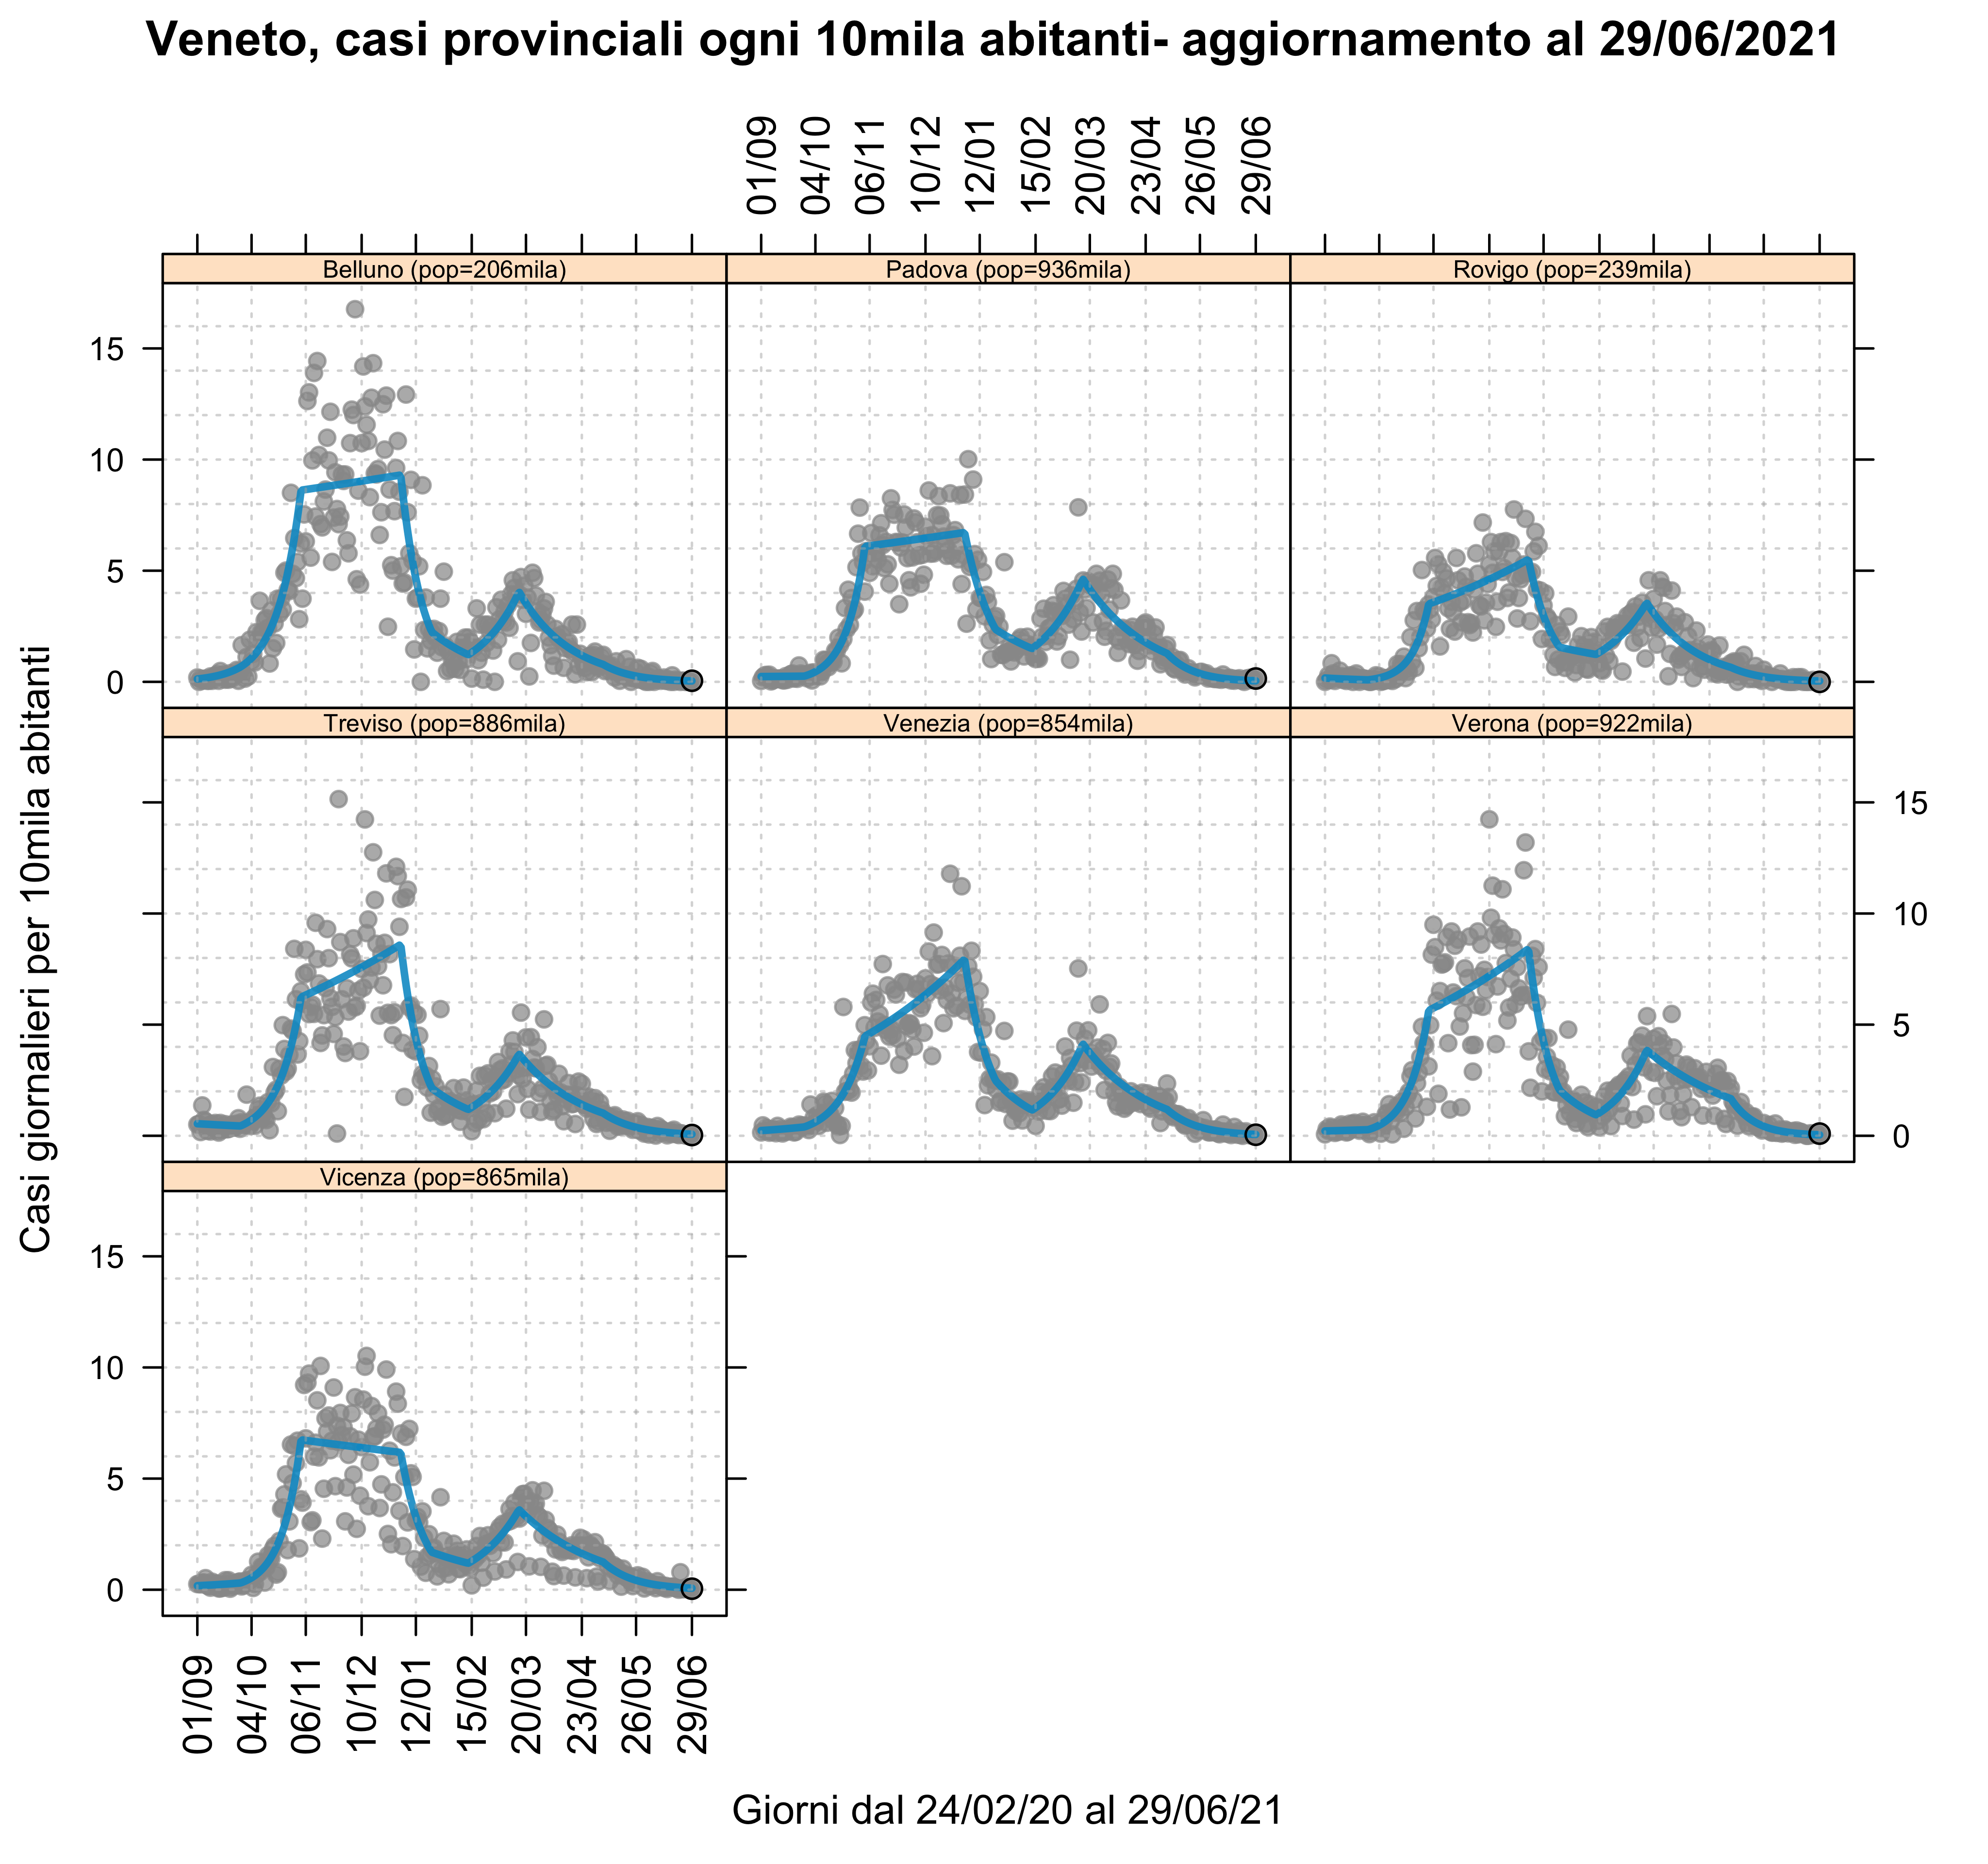 Veneto, casi provinciali ogni 10mila abitanti- aggiornamento al 29/06/2021
01/09 04/10 06/11 10/12 12/01 15/02 20/03 23/04 26/05 29/06
Belluno (pop=206mila) Padova (pop=936mila) Rovigo (pop=239mila)
15
10
5
0
Treviso (pop=886mila) Venezia (pop=854mila) Verona (pop=922mila)
15
10
5
0
Casi giornalieri per 10mila abitanti
Vicenza (pop=865mila)
15
10
5
0
01/09 04/10 06/11 10/12 12/01 15/02 20/03 23/04 26/05 29/06
Giorni dal 24/02/20 al 29/06/21